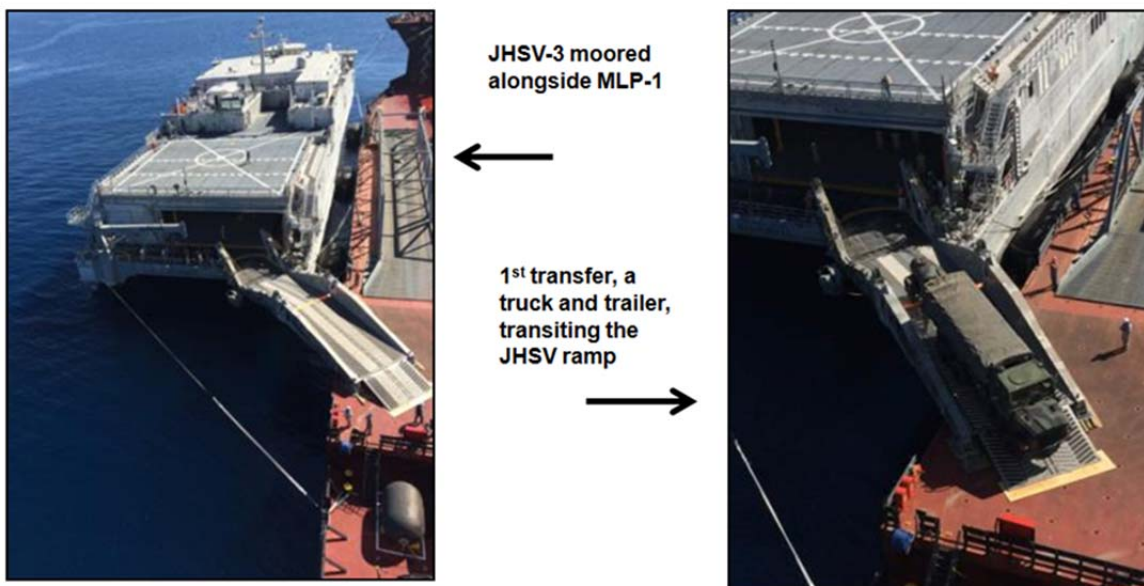 JHSV-3 moored
alongside MLP-1
1st transfer, a
truck and trailer,
transiting the
JHSV ramp